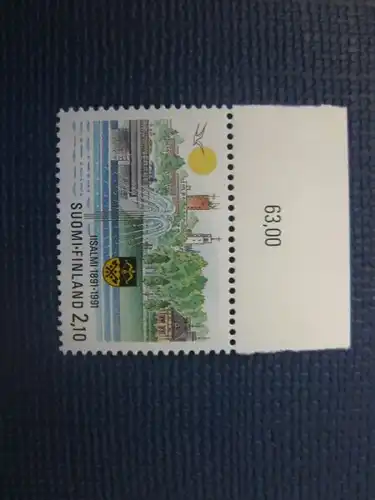 63,00
IISALMI 1891·1991
SUOMI·FINLAND 2,10